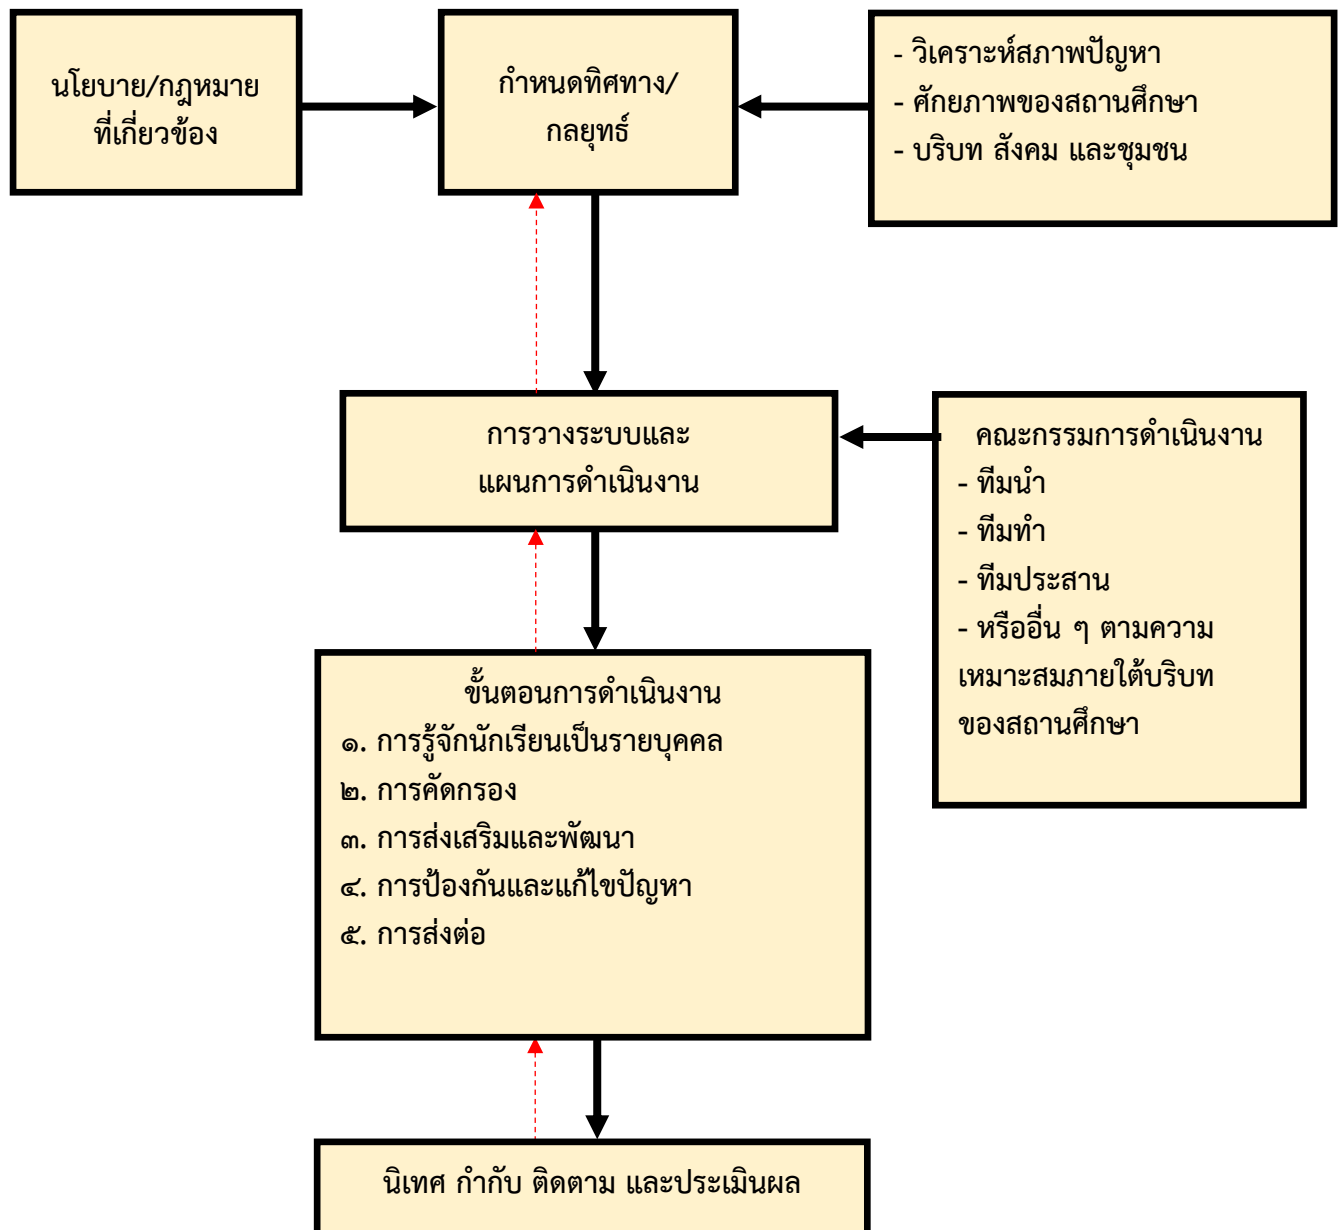 นโยบาย/กฎหมาย
ที่เกี่ยวข้อง
กำหนดทิศทาง/
กลยุทธ์
- วิเคราะห์สภาพปัญหา
- ศักยภาพของสถานศึกษา
- บริบท สังคม และชุมชน
การวางระบบและ
แผนการดำเนินงาน
คณะกรรมการดำเนินงาน
- ทีมนำ
- ทีมทำ
- ทีมประสาน
- หรืออื่น ๆ ตามความ
เหมาะสมภายใต้บริบท
ของสถานศึกษา
ขั้นตอนการดำเนินงาน
๑. การรู้จักนักเรียนเป็นรายบุคคล
๒. การคัดกรอง
๓. การส่งเสริมและพัฒนา
๔. การป้องกันและแก้ไขปัญหา
๕. การส่งต่อ
นิเทศ กำกับ ติดตาม และประเมินผล